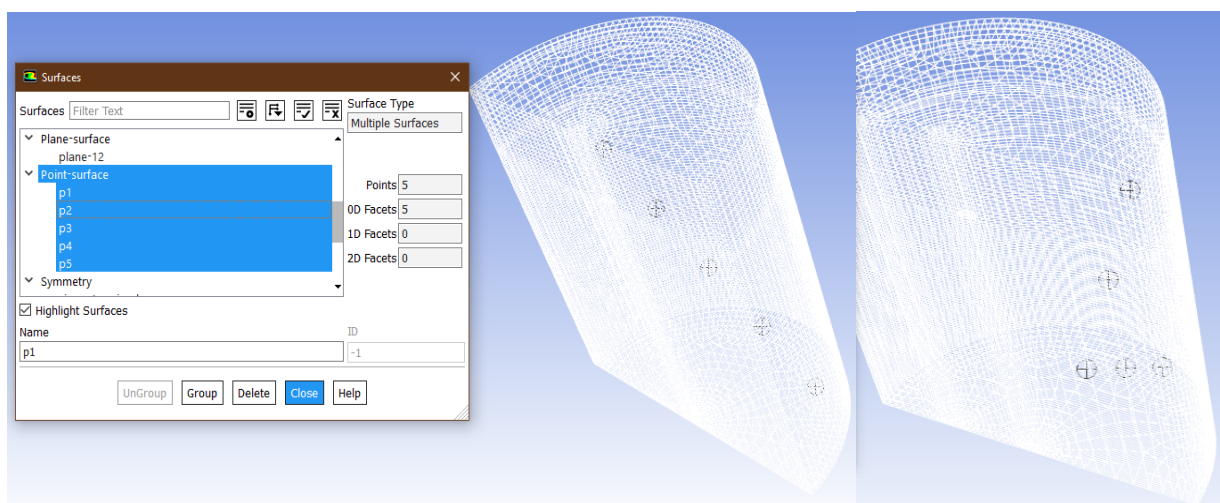 Surfaces
Surfaces Filter Text
Surface Type
Multiple Surfaces
Plane-surface
plane-12
Point-surface
p1
p2
p3
p4
p5
Symmetry
Points 5
0D Facets 5
1D Facets 0
2D Facets 0
Highlight Surfaces
Name
ID
p1
-1
UnGroup Group Delete Close Help